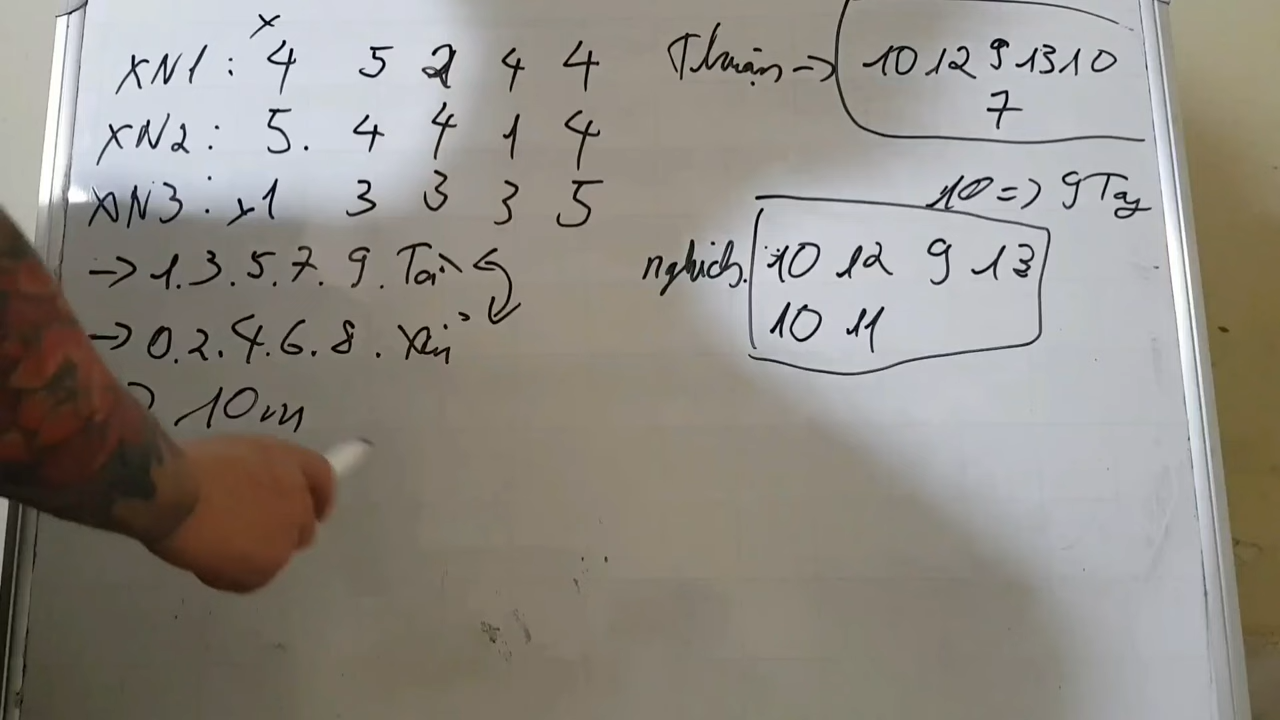 x
XN1: 4 5 2 4 4
XN2: 5. 4 4 1 4
XN3: x1 3 3 3 5
→ 1.3.5.7.9. Tài
→ 0.2.4.6.8. Xỉu
10m
Thuận → 10 12 9 13 10
7
10 => 9 Tay
nghịch. 10 12 9 13
10 11